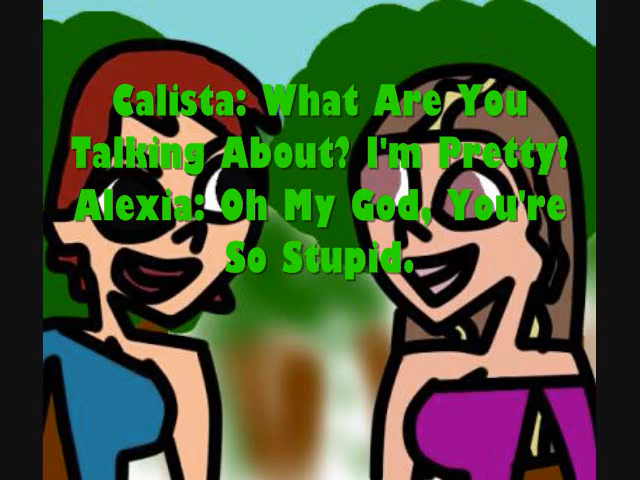 Calista: What Are You
Talking About? I'm Pretty!
Alexia: Oh My God, You're
So Stupid.